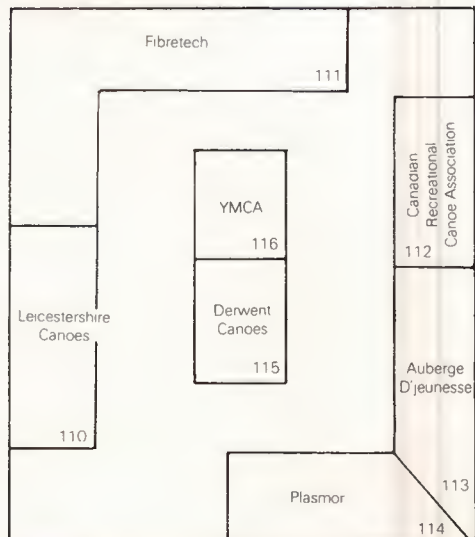 Fibretech
111
YMCA
116
Canadian
Recreational
Canoe Association
112
Leicestershire
Canoes
110
Derwent
Canoes
115
Auberge
D'jeunesse
113
Plasmor
114